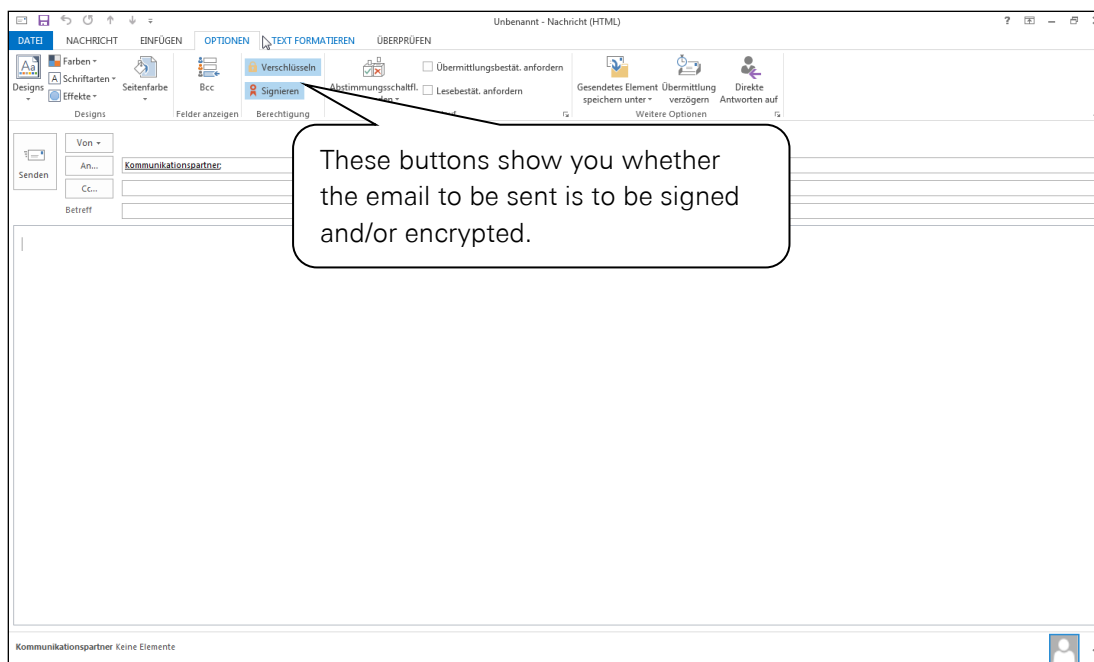 Unbenannt - Nachricht (HTML)
DATEI NACHRICHT EINFÜGEN OPTIONEN TEXT FORMATIEREN ÜBERPRÜFEN
Designs
Farben
Schriftarten
Effekte
Designs
Seitenfarbe
Bcc
Felder anzeigen
Verschlüsseln
Signieren
Berechtigung
Abstimmungsschaltfl.
Übermittlungsbestät. anfordern
Lesebestät. anfordern
Gesendetes Element
speichern unter
Übermittlung
verzögern
Direkte
Antworten auf
Weitere Optionen
Senden
Von
An... Kommunikationspartner;
Cc...
Betreff
These buttons show you whether
the email to be sent is to be signed
and/or encrypted.
Kommunikationspartner Keine Elemente